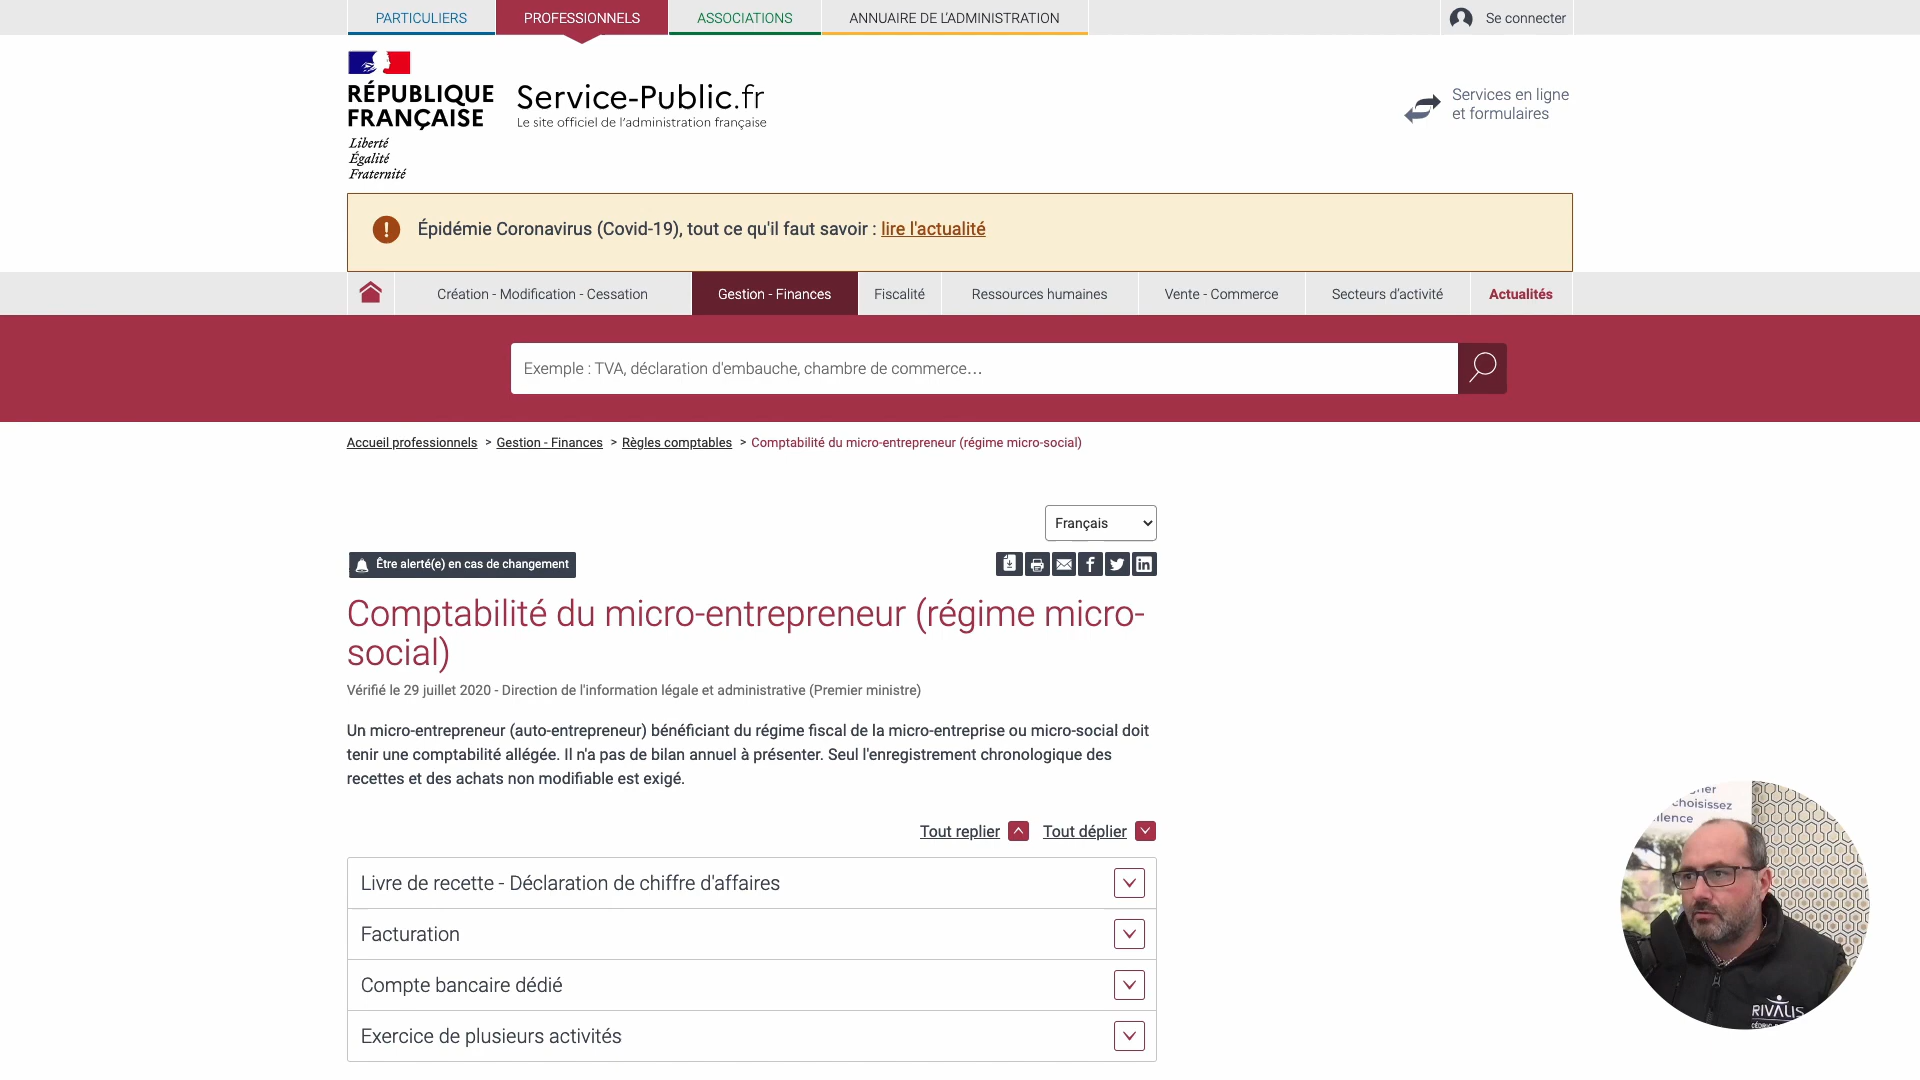 PARTICULIERS
PROFESSIONNELS
ASSOCIATIONS
ANNUAIRE DE L'ADMINISTRATION
Se connecter
RÉPUBLIQUE
FRANÇAISE
Liberté
Égalité
Fraternité
Service-Public.fr
Le site officiel de l'administration française
Services en ligne
et formulaires
Épidémie Coronavirus (Covid-19), tout ce qu'il faut savoir : lire l'actualité
Création - Modification - Cessation
Gestion - Finances
Fiscalité
Ressources humaines
Vente - Commerce
Secteurs d'activité
Actualités
Exemple : TVA, déclaration d'embauche, chambre de commerce…
Accueil professionnels > Gestion - Finances > Règles comptables > Comptabilité du micro-entrepreneur (régime micro-social)
Français
Être alerté(e) en cas de changement
Comptabilité du micro-entrepreneur (régime micro-
social)
Vérifié le 29 juillet 2020 - Direction de l'information légale et administrative (Premier ministre)
Un micro-entrepreneur (auto-entrepreneur) bénéficiant du régime fiscal de la micro-entreprise ou micro-social doit
tenir une comptabilité allégée. Il n'a pas de bilan annuel à présenter. Seul l'enregistrement chronologique des
recettes et des achats non modifiable est exigé.
Tout replier
Tout déplier
Livre de recette - Déclaration de chiffre d'affaires
Facturation
Compte bancaire dédié
Exercice de plusieurs activités
choisissez
RIVALIS